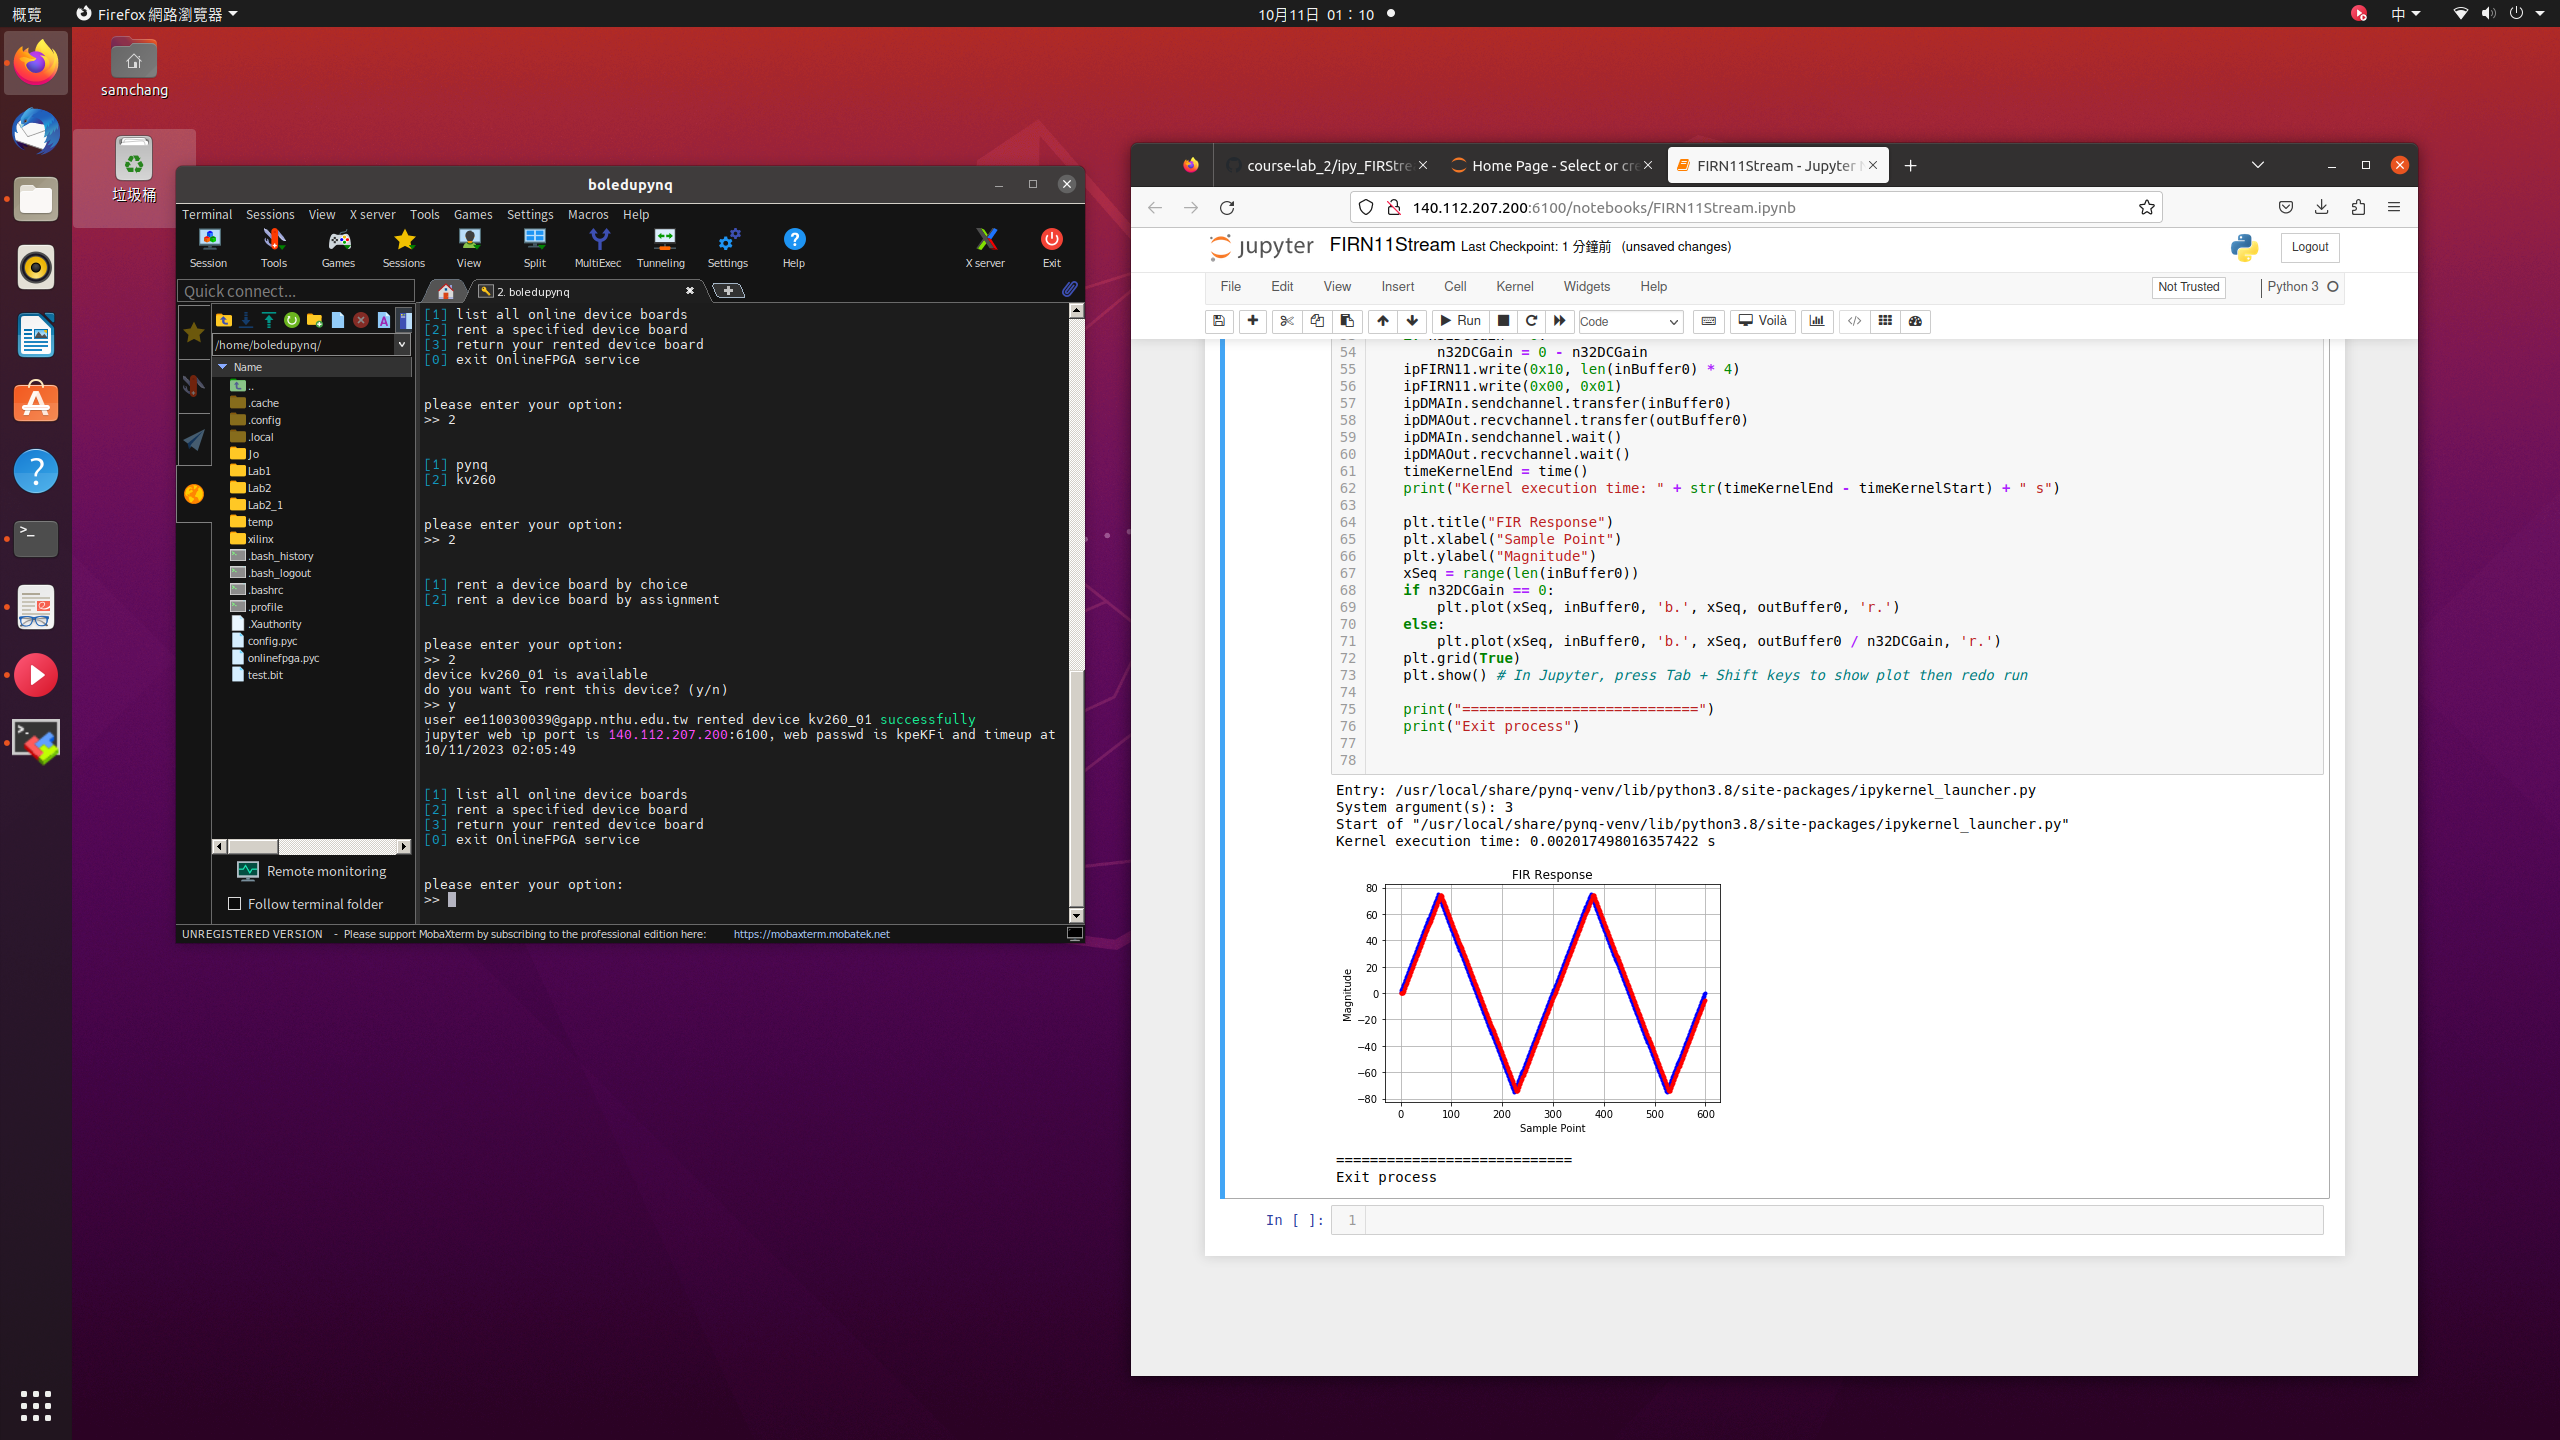 概覽
Firefox 網路瀏覽器
10月11日 01：10
中
samchang
垃圾桶
boledupynq
Terminal Sessions View X server Tools Games Settings Macros Help
Session Tools Games Sessions View Split MultiExec Tunneling Settings Help X server Exit
Quick connect...
2. boledupynq
/home/boledupynq/
Name
..
.cache
.config
.local
Jo
Lab1
Lab2
Lab2_1
temp
xilinx
.bash_history
.bash_logout
.bashrc
.profile
.Xauthority
config.pyc
onlinefpga.pyc
test.bit
Remote monitoring
Follow terminal folder
[1] list all online device boards
[2] rent a specified device board
[3] return your rented device board
[0] exit OnlineFPGA service
please enter your option:
>> 2
[1] pynq
[2] kv260
please enter your option:
>> 2
[1] rent a device board by choice
[2] rent a device board by assignment
please enter your option:
>> 2
device kv260_01 is available
do you want to rent this device? (y/n)
>> y
user ee110030039@gapp.nthu.edu.tw rented device kv260_01 successfully
jupyter web ip port is 140.112.207.200:6100, web passwd is kpeKFi and timeup at
10/11/2023 02:05:49
[1] list all online device boards
[2] rent a specified device board
[3] return your rented device board
[0] exit OnlineFPGA service
please enter your option:
>>
UNREGISTERED VERSION - Please support MobaXterm by subscribing to the professional edition here: https://mobaxterm.mobatek.net
course-lab_2/ipy_FIRStre
Home Page - Select or cre
FIRN11Stream - Jupyter N
140.112.207.200:6100/notebooks/FIRN11Stream.ipynb
jupyter FIRN11Stream Last Checkpoint: 1 分鐘前 (unsaved changes)
Logout
File Edit View Insert Cell Kernel Widgets Help
Not Trusted
Python 3
Run
Code
Voilà
54 n32DCGain = 0 - n32DCGain
55 ipFIRN11.write(0x10, len(inBuffer0) * 4)
56 ipFIRN11.write(0x00, 0x01)
57 ipDMAIn.sendchannel.transfer(inBuffer0)
58 ipDMAOut.recvchannel.transfer(outBuffer0)
59 ipDMAIn.sendchannel.wait()
60 ipDMAOut.recvchannel.wait()
61 timeKernelEnd = time()
62 print("Kernel execution time: " + str(timeKernelEnd - timeKernelStart) + " s")
63
64 plt.title("FIR Response")
65 plt.xlabel("Sample Point")
66 plt.ylabel("Magnitude")
67 xSeq = range(len(inBuffer0))
68 if n32DCGain == 0:
69 plt.plot(xSeq, inBuffer0, 'b.', xSeq, outBuffer0, 'r.')
70 else:
71 plt.plot(xSeq, inBuffer0, 'b.', xSeq, outBuffer0 / n32DCGain, 'r.')
72 plt.grid(True)
73 plt.show() # In Jupyter, press Tab + Shift keys to show plot then redo run
74
75 print("============================")
76 print("Exit process")
77
78
Entry: /usr/local/share/pynq-venv/lib/python3.8/site-packages/ipykernel_launcher.py
System argument(s): 3
Start of "/usr/local/share/pynq-venv/lib/python3.8/site-packages/ipykernel_launcher.py"
Kernel execution time: 0.002017498016357422 s
FIR Response
80
60
40
20
0
−20
−40
−60
−80
Magnitude
0 100 200 300 400 500 600
Sample Point
============================
Exit process
In [ ]: 1